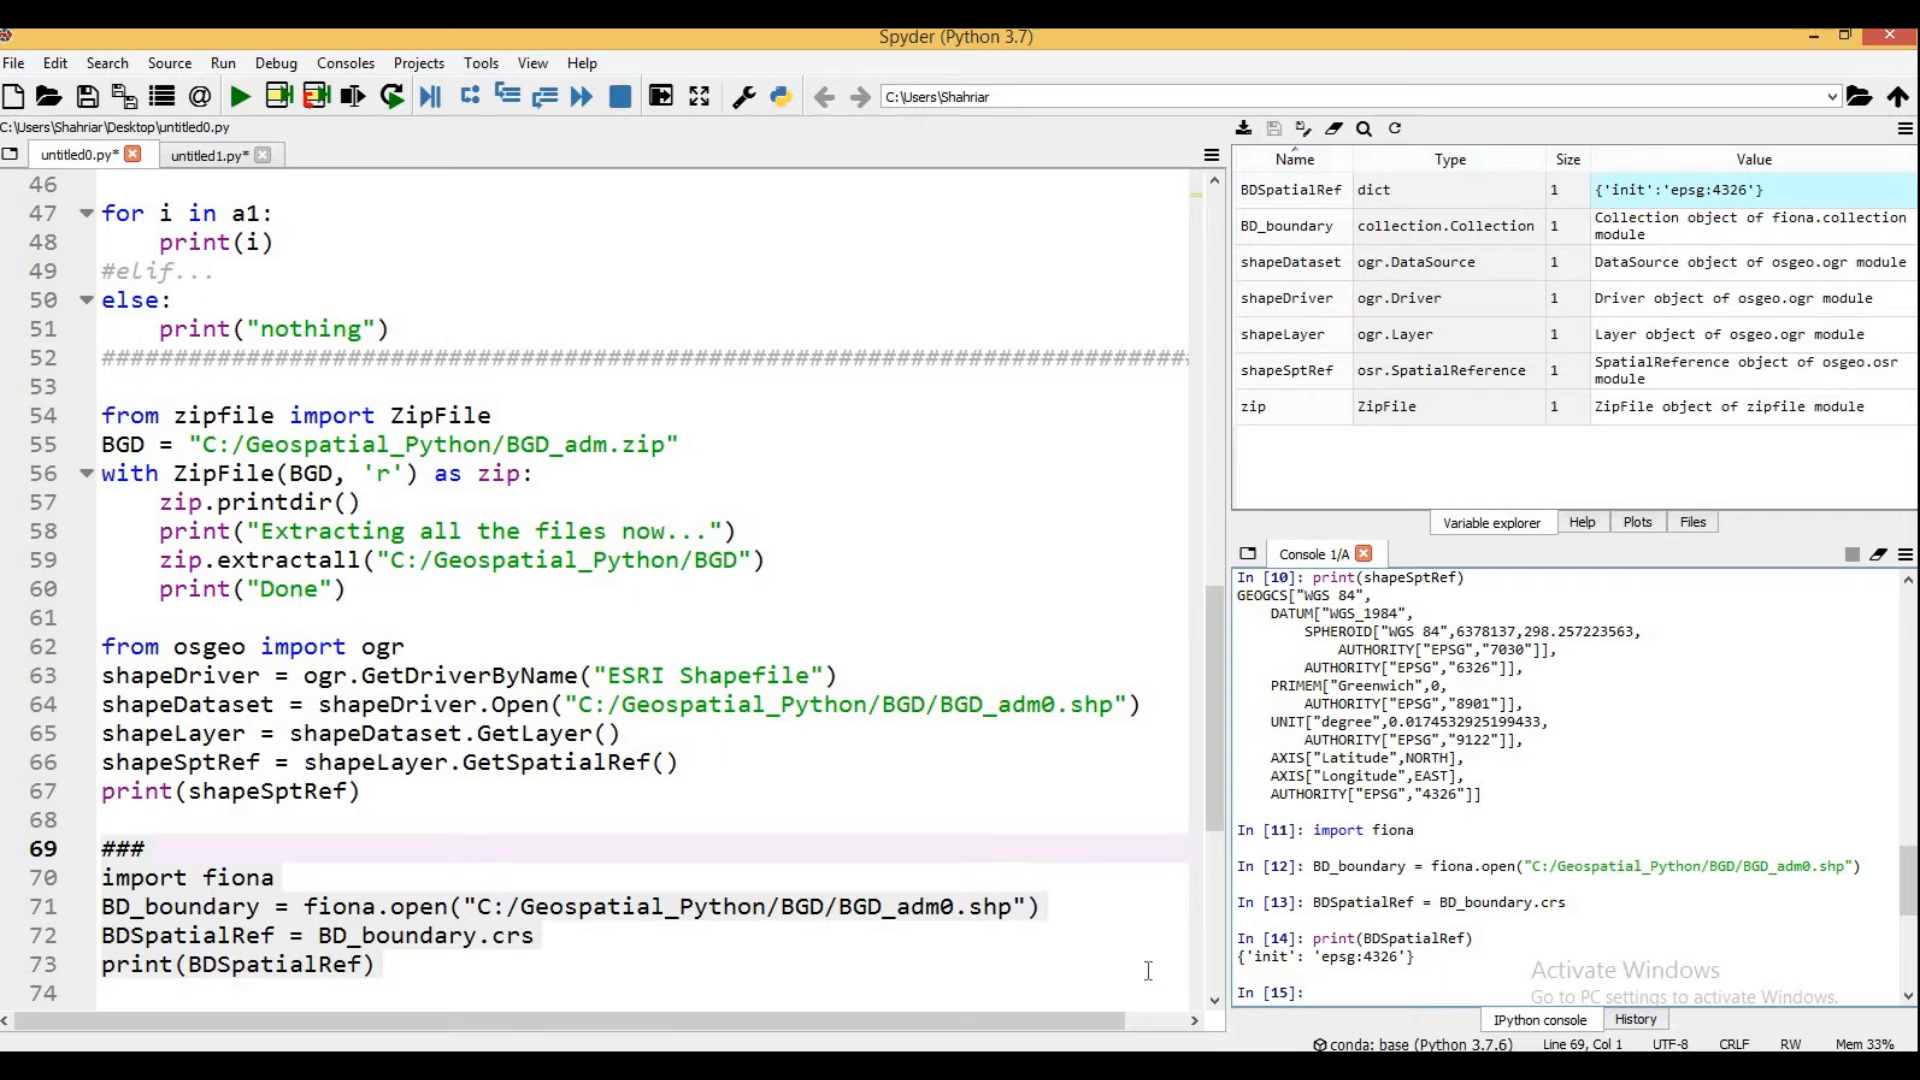 Spyder (Python 3.7)
File Edit Search Source Run Debug Consoles Projects Tools View Help
C:\Users\Shahriar
C:\Users\Shahriar\Desktop\untitled0.py
untitled0.py* untitled1.py*
46
47 for i in a1:
48 print(i)
49 #elif...
50 else:
51 print("nothing")
52 ###########################################################################
53
54 from zipfile import ZipFile
55 BGD = "C:/Geospatial_Python/BGD_adm.zip"
56 with ZipFile(BGD, 'r') as zip:
57 zip.printdir()
58 print("Extracting all the files now...")
59 zip.extractall("C:/Geospatial_Python/BGD")
60 print("Done")
61
62 from osgeo import ogr
63 shapeDriver = ogr.GetDriverByName("ESRI Shapefile")
64 shapeDataset = shapeDriver.Open("C:/Geospatial_Python/BGD/BGD_adm0.shp")
65 shapeLayer = shapeDataset.GetLayer()
66 shapeSptRef = shapeLayer.GetSpatialRef()
67 print(shapeSptRef)
68
69 ###
70 import fiona
71 BD_boundary = fiona.open("C:/Geospatial_Python/BGD/BGD_adm0.shp")
72 BDSpatialRef = BD_boundary.crs
73 print(BDSpatialRef)
74
Name Type Size Value
BDSpatialRef dict 1 {'init':'epsg:4326'}
BD_boundary collection.Collection 1 Collection object of fiona.collection
module
shapeDataset ogr.DataSource 1 DataSource object of osgeo.ogr module
shapeDriver ogr.Driver 1 Driver object of osgeo.ogr module
shapeLayer ogr.Layer 1 Layer object of osgeo.ogr module
shapeSptRef osr.SpatialReference 1 SpatialReference object of osgeo.osr
module
zip ZipFile 1 ZipFile object of zipfile module
Variable explorer Help Plots Files
Console 1/A
In [10]: print(shapeSptRef)
GEOGCS["WGS 84",
DATUM["WGS_1984",
SPHEROID["WGS 84",6378137,298.257223563,
AUTHORITY["EPSG","7030"]],
AUTHORITY["EPSG","6326"]],
PRIMEM["Greenwich",0,
AUTHORITY["EPSG","8901"]],
UNIT["degree",0.0174532925199433,
AUTHORITY["EPSG","9122"]],
AXIS["Latitude",NORTH],
AXIS["Longitude",EAST],
AUTHORITY["EPSG","4326"]]
In [11]: import fiona
In [12]: BD_boundary = fiona.open("C:/Geospatial_Python/BGD/BGD_adm0.shp")
In [13]: BDSpatialRef = BD_boundary.crs
In [14]: print(BDSpatialRef)
{'init': 'epsg:4326'}
In [15]:
Activate Windows
Go to PC settings to activate Windows.
IPython console History
conda: base (Python 3.7.6) Line 69, Col 1 UTF-8 CRLF RW Mem 33%